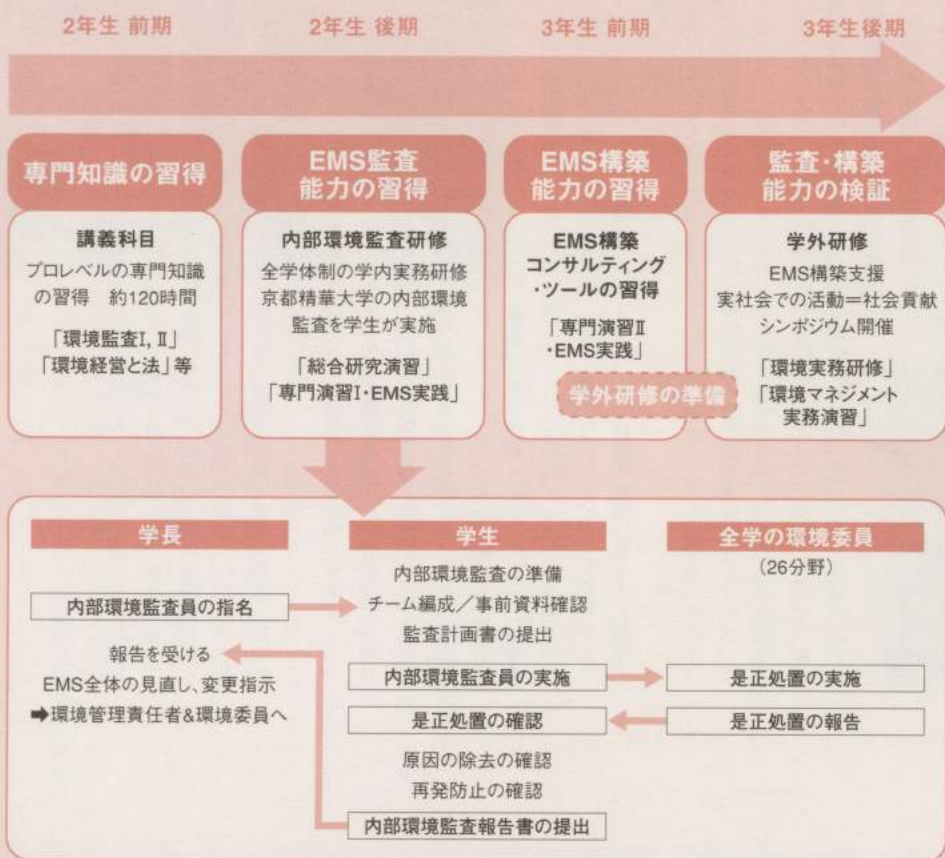 2年生 前期
2年生 後期
3年生 前期
3年生後期
専門知識の習得
講義科目
プロレベルの専門知識
の習得　約120時間
「環境監査I, II」
「環境経営と法」等
EMS監査
能力の習得
内部環境監査研修
全学体制の学内実務研修
京都精華大学の内部環境
監査を学生が実施
「総合研究演習」
「専門演習I・EMS実践」
EMS構築
能力の習得
EMS構築
コンサルティング
・ツールの習得
「専門演習II
・EMS実践」
学外研修の準備
監査・構築
能力の検証
学外研修
EMS構築支援
実社会での活動＝社会貢献
シンポジウム開催
「環境実務研修」
「環境マネジメント
実務演習」
学長
内部環境監査員の指名
報告を受ける
EMS全体の見直し、変更指示
➡環境管理責任者&環境委員へ
学生
内部環境監査の準備
チーム編成／事前資料確認
監査計画書の提出
内部環境監査員の実施
是正処置の確認
原因の除去の確認
再発防止の確認
内部環境監査報告書の提出
全学の環境委員
（26分野）
是正処置の実施
是正処置の報告